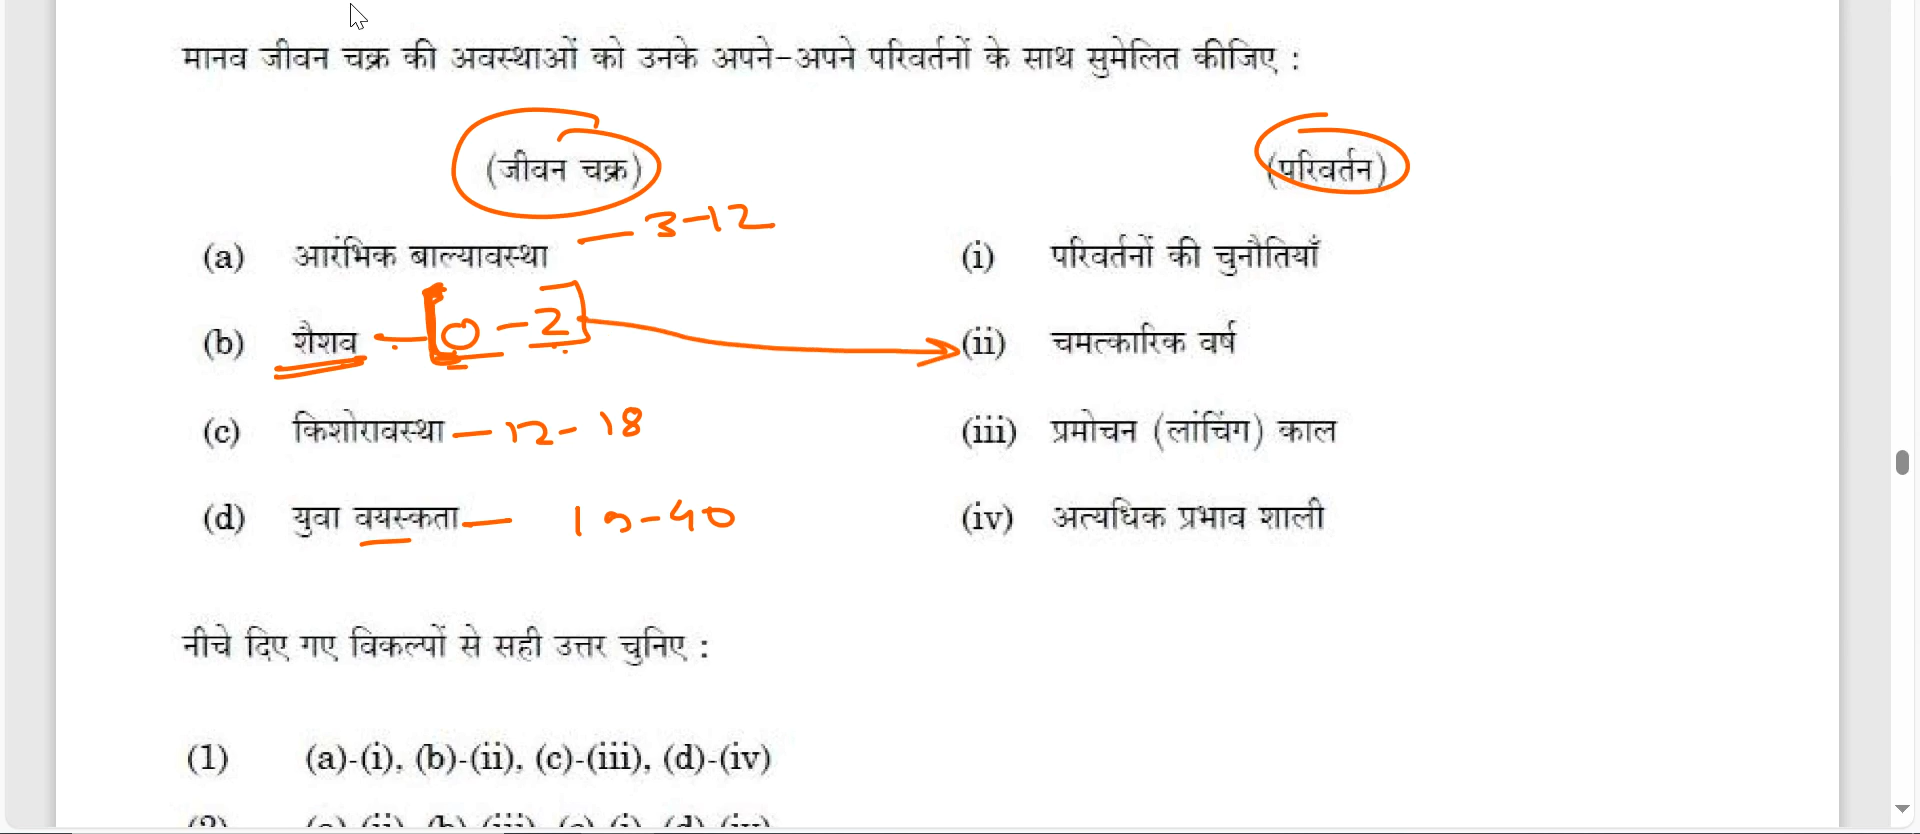 मानव जीवन चक्र की अवस्थाओं को उनके अपने-अपने परिवर्तनों के साथ सुमेलित कीजिए :
(जीवन चक्र) (परिवर्तन)
(a) आरंभिक बाल्यावस्था — 3-12 (i) परिवर्तनों की चुनौतियाँ
(b) शैशव — [0-2] (ii) चमत्कारिक वर्ष
(c) किशोरावस्था — 12-18 (iii) प्रमोचन (लांचिंग) काल
(d) युवा वयस्कता — (iv) अत्यधिक प्रभाव शाली
नीचे दिए गए विकल्पों से सही उत्तर चुनिए :
(1) (a)-(i), (b)-(ii), (c)-(iii), (d)-(iv)